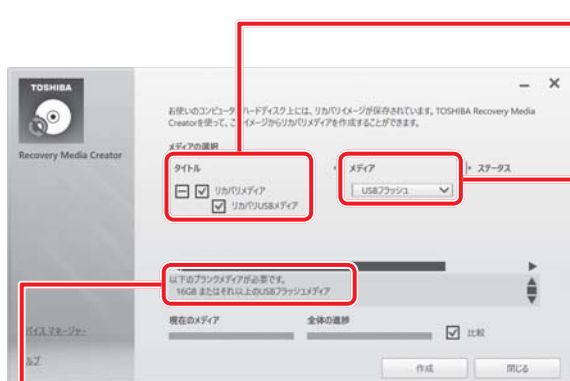 TOSHIBA
Recovery Media Creator
お使いのコンピューターのハードディスク上には、リカバリイメージが保存されています。TOSHIBA Recovery Media
Creatorを使って、このイメージからリカバリメディアを作成することができます。
メディアの選択
タイトル
メディア
ステータス
リカバリメディア
USBフラッシュ
リカバリUSBメディア
以下のブランクメディアが必要です。
16GB またはそれ以上のUSBフラッシュメディア
現在のメディア
全体の進捗
比較
バイス マネージャー
ルプ
作成
閉じる